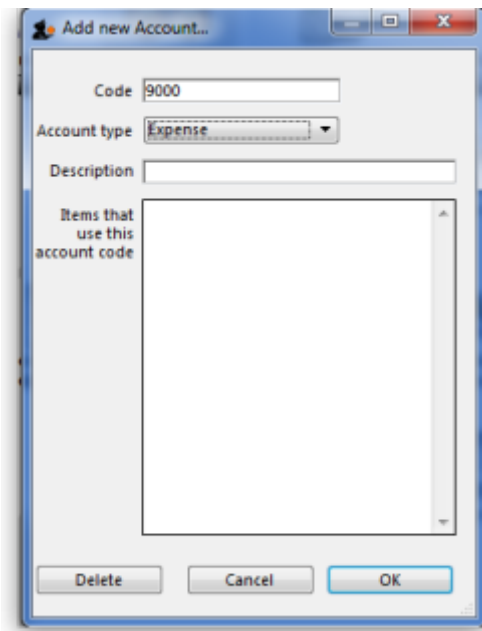 Add new Account...
Code 9000
Account type Expense
Description
Items that
use this
account code
Delete Cancel OK